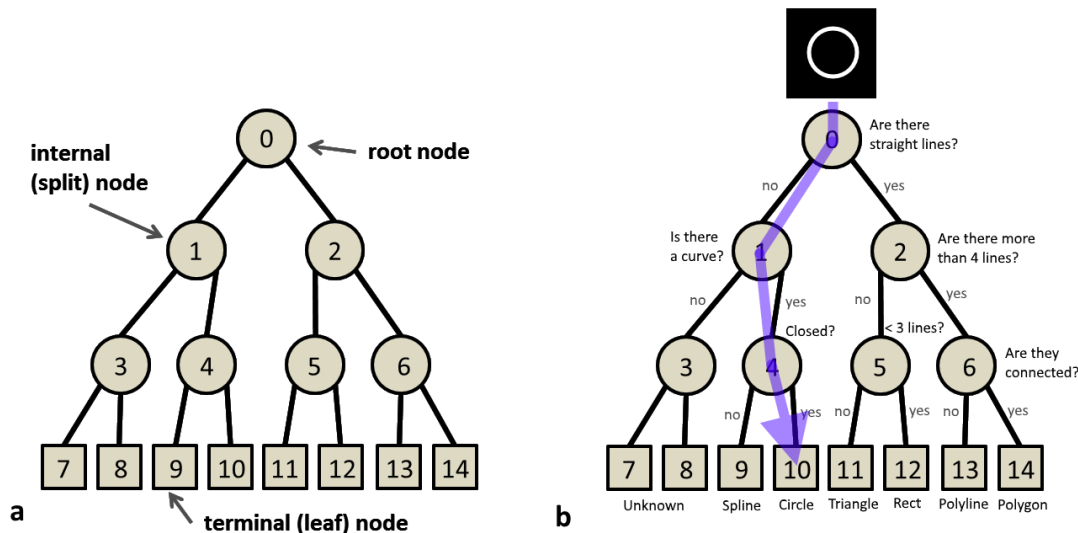 0
internal
(split) node
root node
1
2
3
4
5
6
7
8
9
10
11
12
13
14
a
terminal (leaf) node
0
Are there
straight lines?
no
yes
Is there
a curve?
1
2
Are there more
than 4 lines?
no
yes
no
yes
Closed?
< 3 lines?
3
4
5
6
Are they
connected?
no
yes
no
yes
no
yes
7
8
9
10
11
12
13
14
Unknown
Spline
Circle
Triangle
Rect
Polyline
Polygon
b